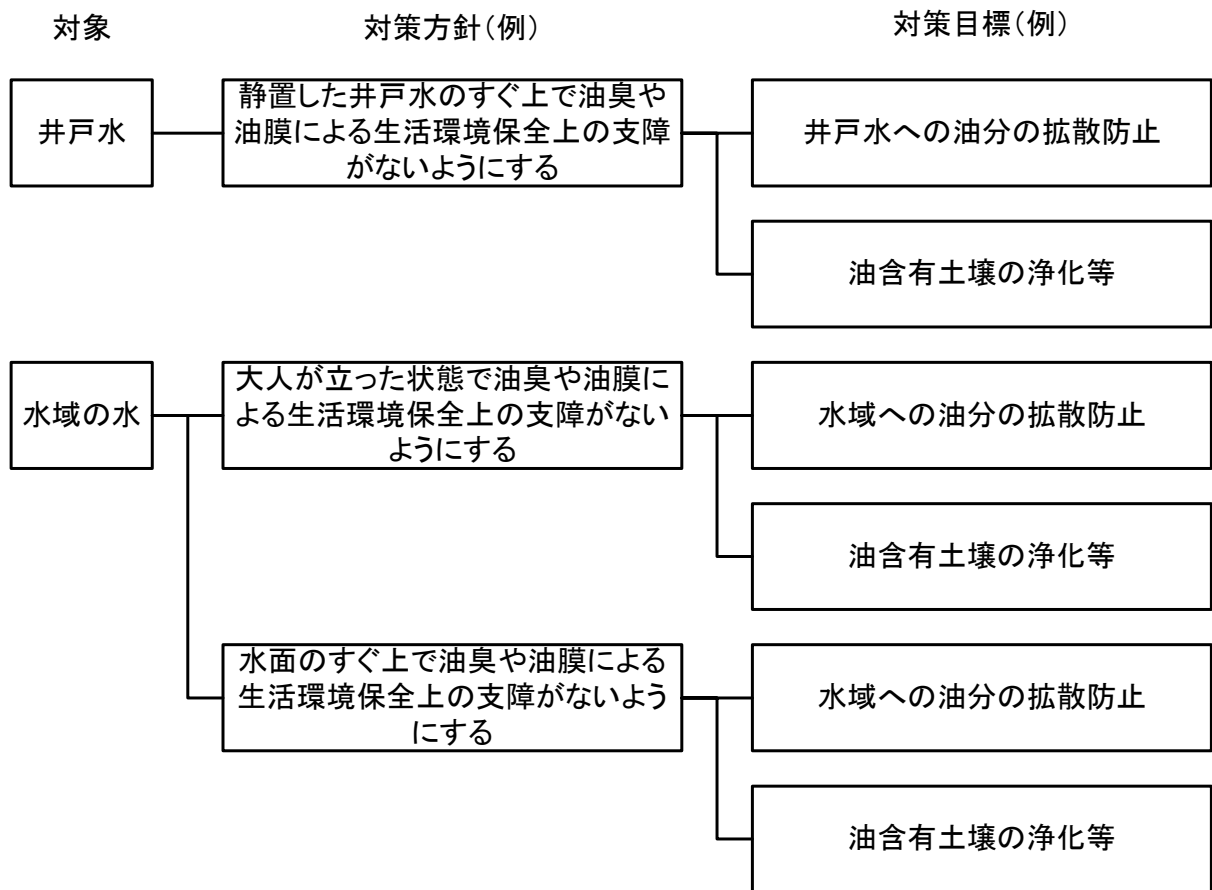 対象
対策方針(例)
対策目標(例)
井戸水
静置した井戸水のすぐ上で油臭や
油膜による生活環境保全上の支障
がないようにする
井戸水への油分の拡散防止
油含有土壌の浄化等
水域の水
大人が立った状態で油臭や油膜に
よる生活環境保全上の支障がない
ようにする
水域への油分の拡散防止
油含有土壌の浄化等
水面のすぐ上で油臭や油膜による
生活環境保全上の支障がないよう
にする
水域への油分の拡散防止
油含有土壌の浄化等